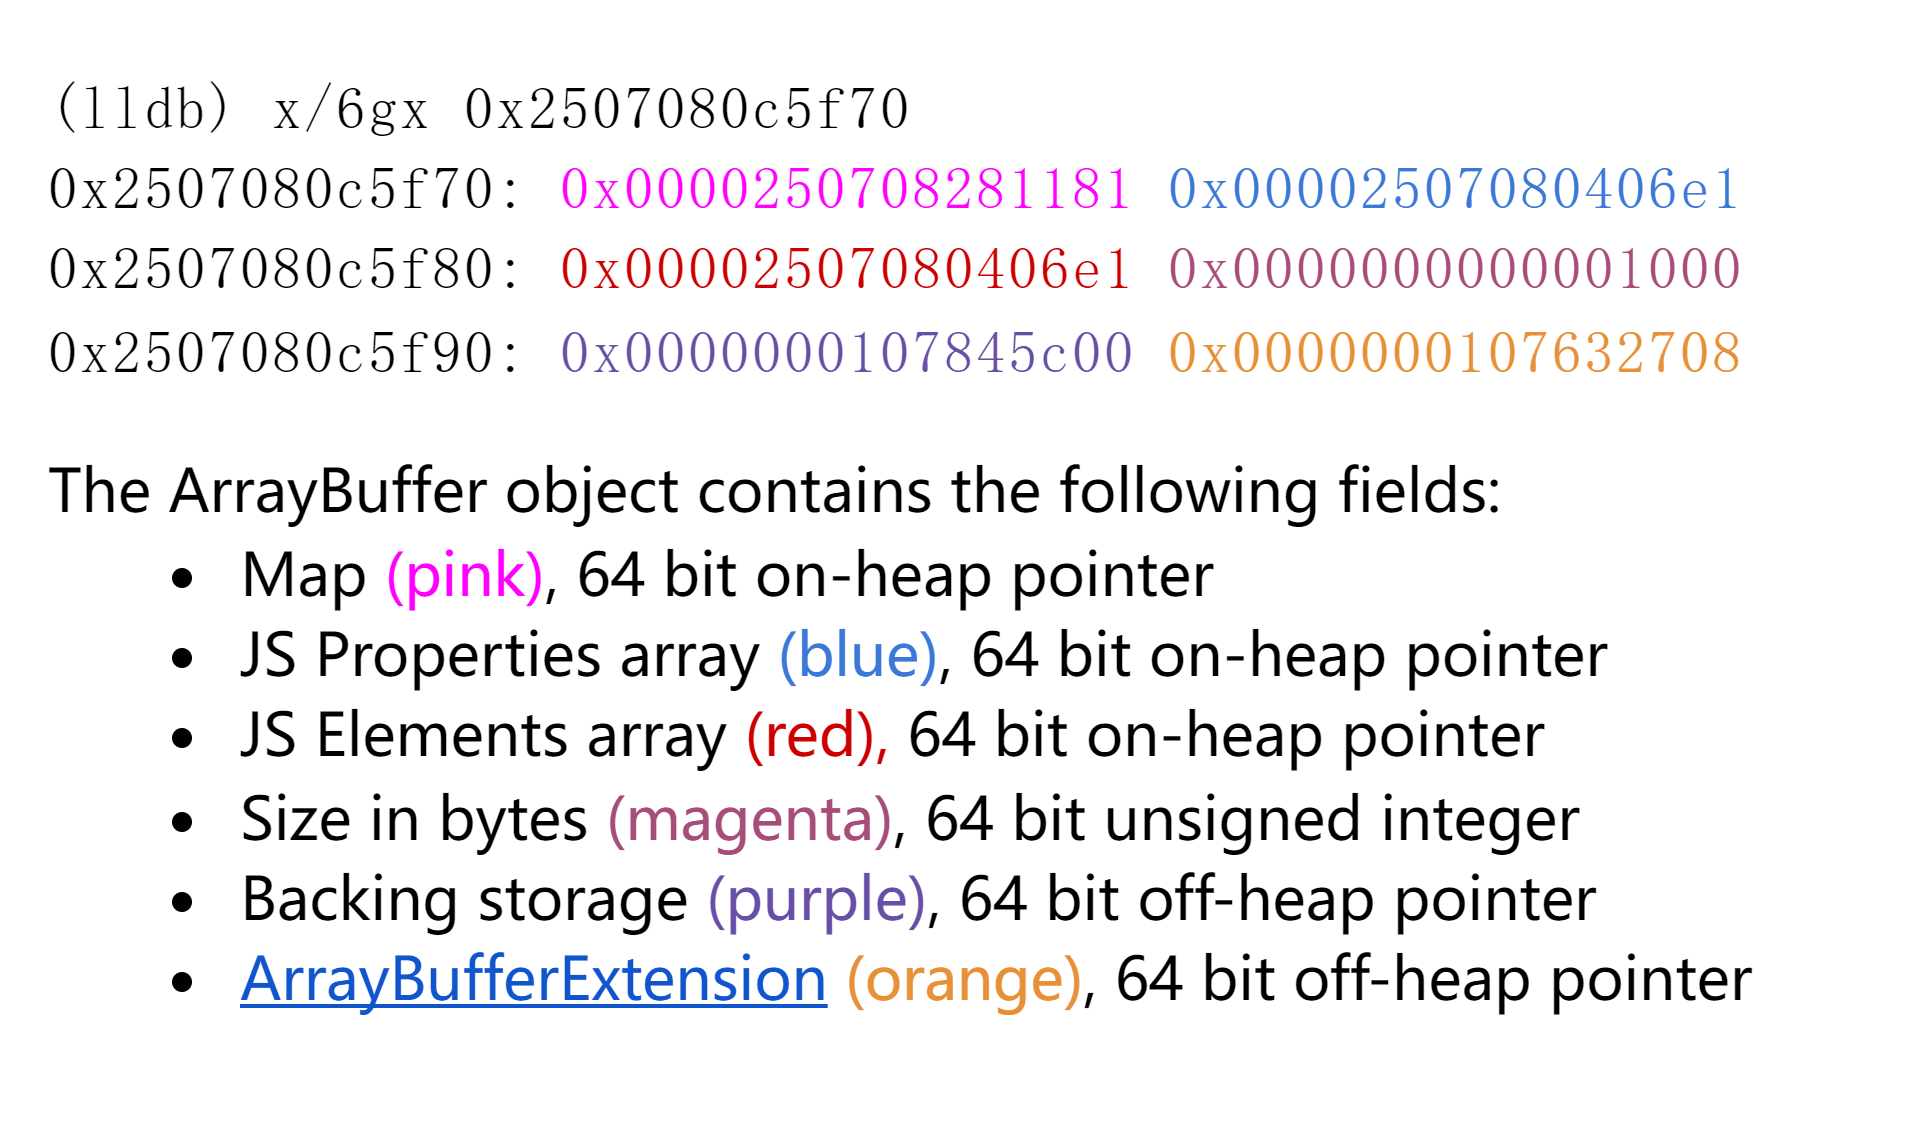 (lldb) x/6gx 0x2507080c5f70
0x2507080c5f70: 0x0000250708281181 0x00002507080406e1
0x2507080c5f80: 0x00002507080406e1 0x0000000000001000
0x2507080c5f90: 0x0000000107845c00 0x0000000107632708
The ArrayBuffer object contains the following fields:
• Map (pink), 64 bit on-heap pointer
• JS Properties array (blue), 64 bit on-heap pointer
• JS Elements array (red), 64 bit on-heap pointer
• Size in bytes (magenta), 64 bit unsigned integer
• Backing storage (purple), 64 bit off-heap pointer
• ArrayBufferExtension (orange), 64 bit off-heap pointer